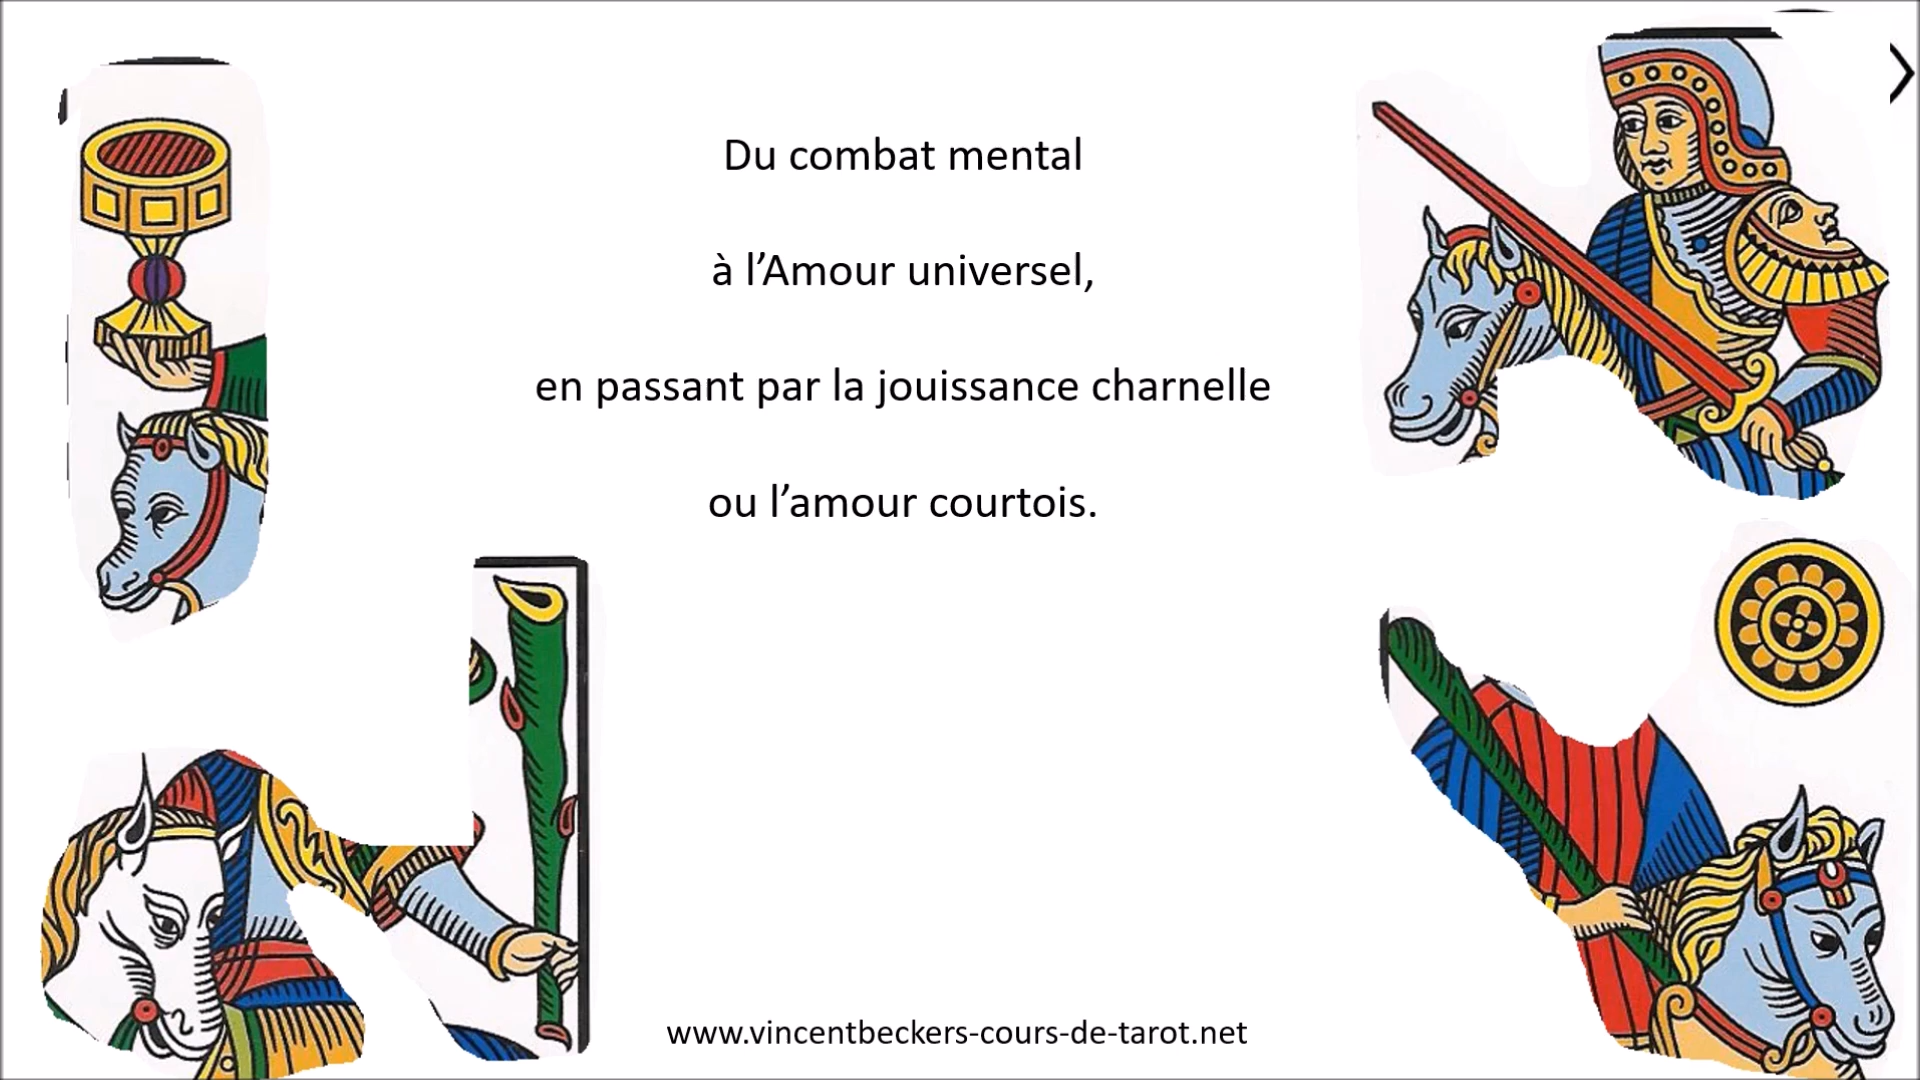 Du combat mental
à l’Amour universel,
en passant par la jouissance charnelle
ou l’amour courtois.
www.vincentbeckers-cours-de-tarot.net